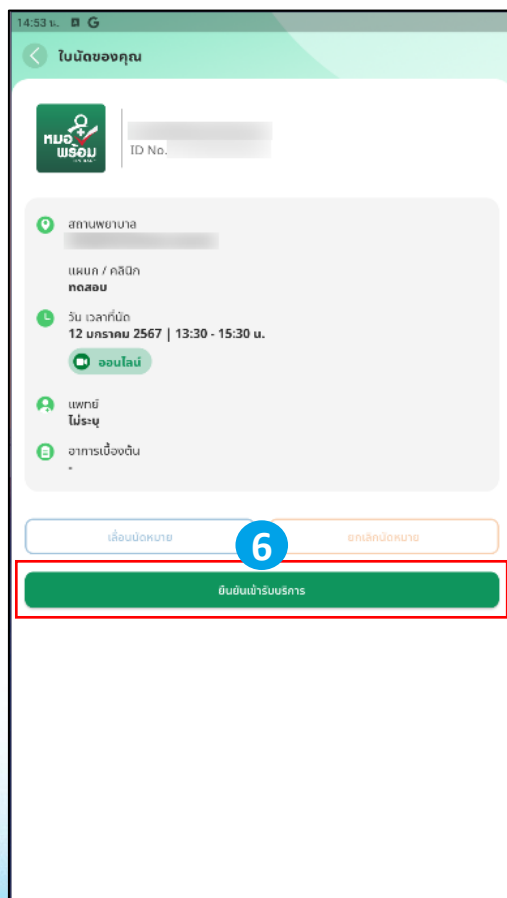 14:53 น. G
ใบนัดของคุณ
หมอ
พร้อม
ID No.
สถานพยาบาล
แผนก / คลินิก
ทดสอบ
วัน เวลาที่นัด
12 มกราคม 2567 | 13:30 - 15:30 น.
ออนไลน์
แพทย์
ไม่ระบุ
อาการเบื้องต้น
-
เลื่อนนัดหมาย
ยกเลิกนัดหมาย
6
ยืนยันเข้ารับบริการ